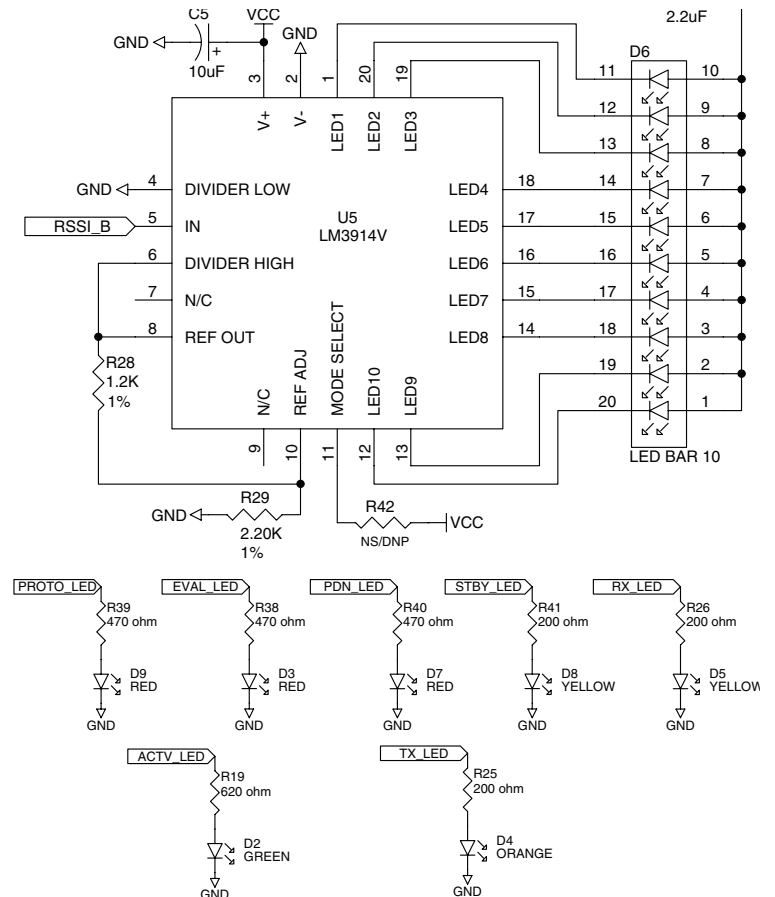 C5
VCC
2.2uF
GND
GND
+
10uF
D6
3
2
1
20
19
11
10
V+
V-
LED1
LED2
LED3
12
9
13
8
GND
4
DIVIDER LOW
LED4
18
14
7
U5
LM3914V
RSSI_B
5
IN
LED5
17
15
6
6
DIVIDER HIGH
LED6
16
16
5
7
N/C
LED7
15
17
4
8
REF OUT
LED8
14
18
3
R28
1.2K
1%
N/C
REF ADJ
MODE SELECT
LED10
LED9
19
2
20
1
9
10
11
12
13
LED BAR 10
GND
R29
2.20K
1%
R42
NS/DNP
VCC
PROTO_LED
EVAL_LED
PDN_LED
STBY_LED
RX_LED
R39
470 ohm
R38
470 ohm
R40
470 ohm
R41
200 ohm
R26
200 ohm
D9
RED
D3
RED
D7
RED
D8
YELLOW
D5
YELLOW
GND
GND
GND
GND
GND
ACTV_LED
TX_LED
R19
620 ohm
R25
200 ohm
D2
GREEN
D4
ORANGE
GND
GND